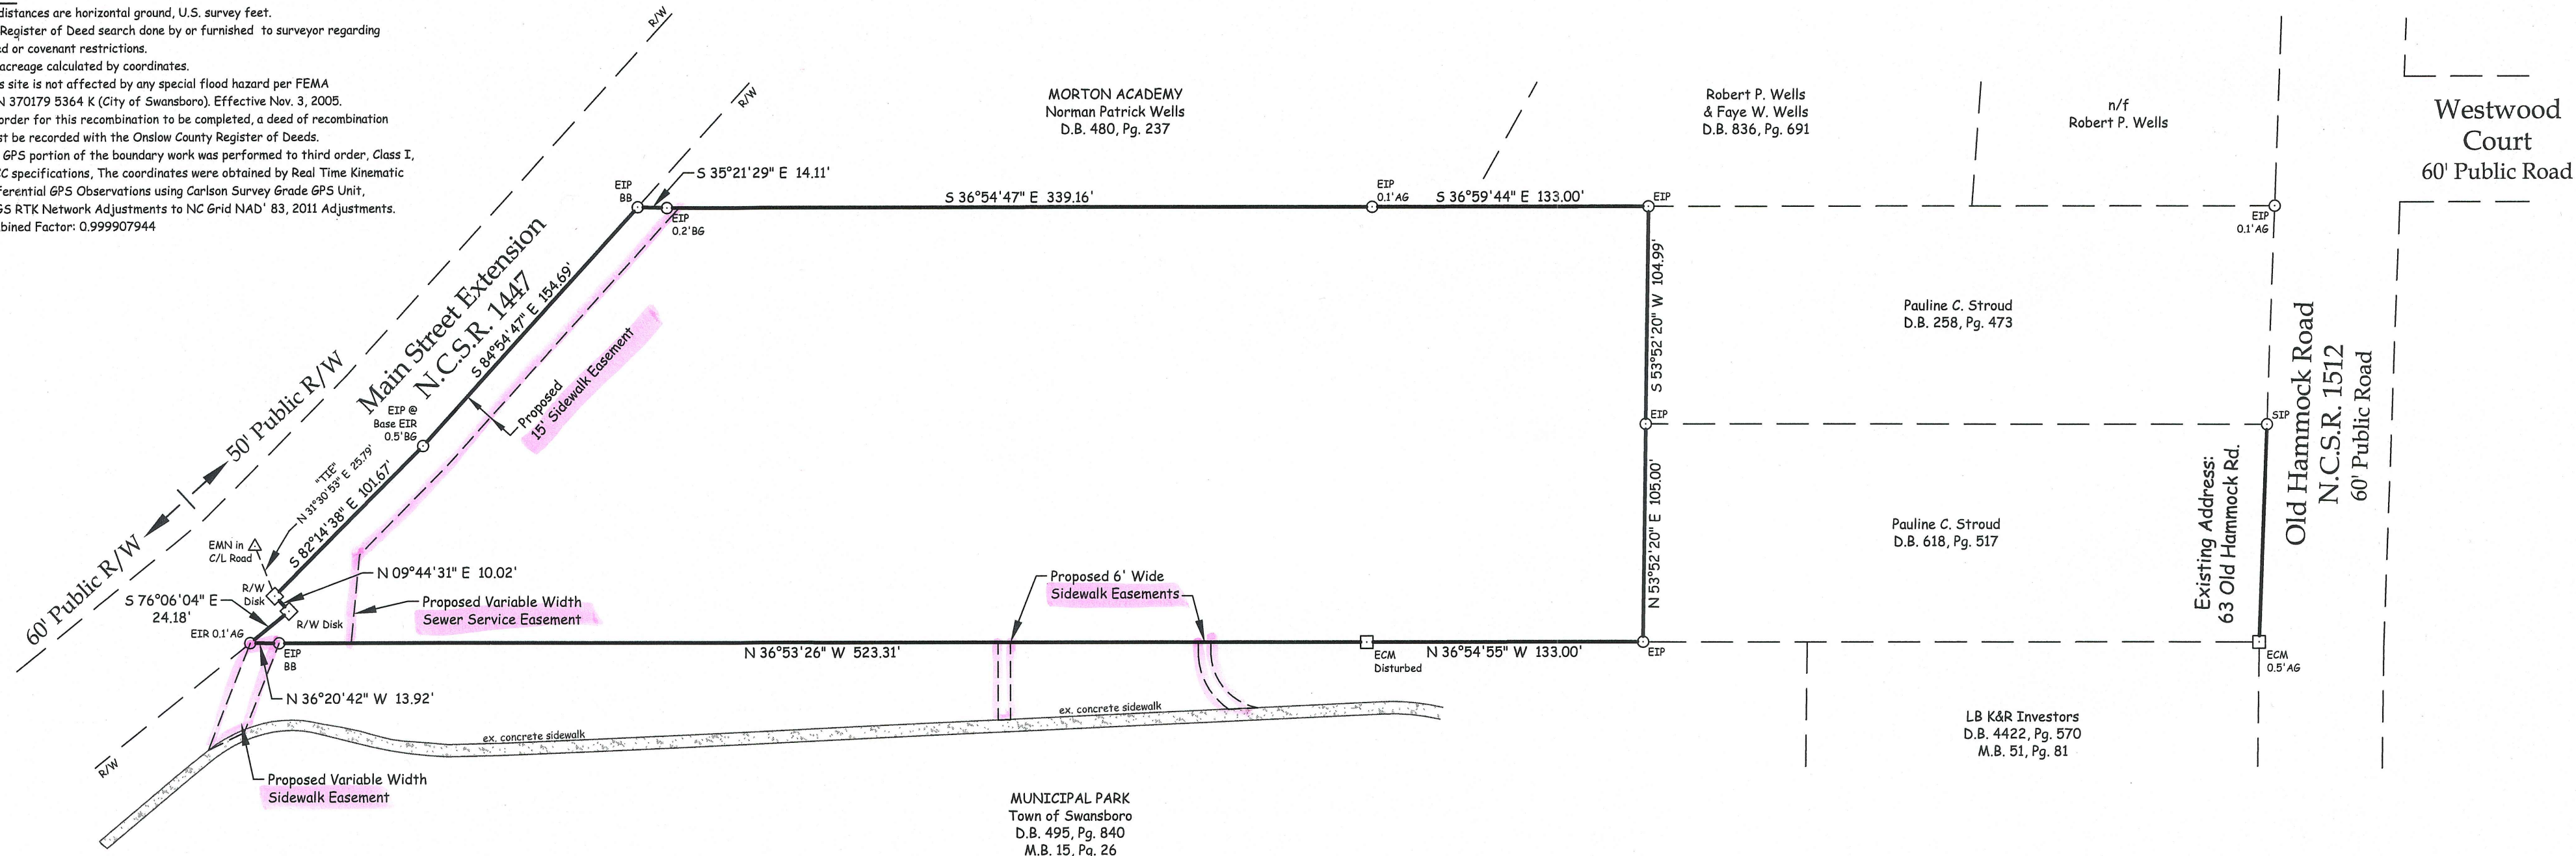 distances are horizontal ground, U.S. survey feet.
Register of Deed search done by or furnished to surveyor regarding
or covenant restrictions.
acreage calculated by coordinates.
site is not affected by any special flood hazard per FEMA
370179 5364 K (City of Swansboro). Effective Nov. 3, 2005.
order for this recombination to be completed, a deed of recombination
be recorded with the Onslow County Register of Deeds.
GPS portion of the boundary work was performed to third order, Class I,
specifications, The coordinates were obtained by Real Time Kinematic
GPS Observations using Carlson Survey Grade GPS Unit,
RTK Network Adjustments to NC Grid NAD' 83, 2011 Adjustments.
Factor: 0.999907944
R/W
R/W
MORTON ACADEMY
Norman Patrick Wells
D.B. 480, Pg. 237
Robert P. Wells
& Faye W. Wells
D.B. 836, Pg. 691
n/f
Robert P. Wells
Westwood
Court
60' Public Road
S 35°21'29" E 14.11'
EIP
BB
EIP
0.2'BG
S 36°54'47" E 339.16'
EIP
0.1'AG
S 36°59'44" E 133.00'
EIP
EIP
0.1'AG
Main Street Extension
N.C.S.R. 1447
S 84°54'47" E 154.69'
Proposed
15' Sidewalk Easement
50' Public R/W
60' Public R/W
EIP @
Base EIR
0.5'BG
"TIE"
N 31°30'53" E 25.79'
S 82°14'38" E 101.67'
EMN in
C/L Road
R/W
Disk
N 09°44'31" E 10.02'
S 76°06'04" E
24.18'
R/W Disk
EIR 0.1'AG
EIP
BB
Proposed Variable Width
Sewer Service Easement
Proposed 6' Wide
Sidewalk Easements
S 53°52'20" W 104.99'
EIP
N 53°52'20" E 105.00'
Pauline C. Stroud
D.B. 258, Pg. 473
Pauline C. Stroud
D.B. 618, Pg. 517
SIP
Existing Address:
63 Old Hammock Rd.
Old Hammock Road
N.C.S.R. 1512
60' Public Road
N 36°53'26" W 523.31'
ECM
Disturbed
N 36°54'55" W 133.00'
EIP
ECM
0.5'AG
N 36°20'42" W 13.92'
ex. concrete sidewalk
ex. concrete sidewalk
R/W
Proposed Variable Width
Sidewalk Easement
LB K&R Investors
D.B. 4422, Pg. 570
M.B. 51, Pg. 81
MUNICIPAL PARK
Town of Swansboro
D.B. 495, Pg. 840
M.B. 15, Pg. 26